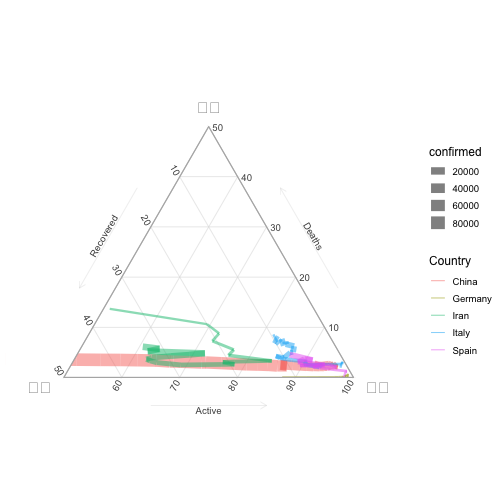 50
10
40
20
30
Recovered
Deaths
30
20
40
10
50
60
70
80
90
100
Active
confirmed
20000
40000
60000
80000
Country
China
Germany
Iran
Italy
Spain